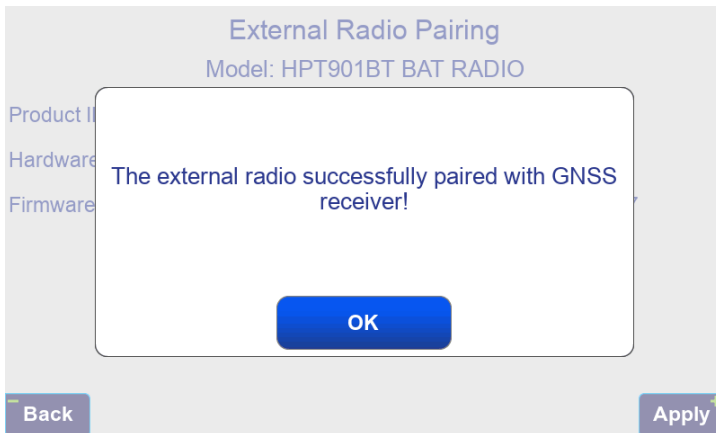 External Radio Pairing
Model: HPT901BT BAT RADIO
Product
Hardware
Firmware
The external radio successfully paired with GNSS
receiver!
OK
Back
Apply